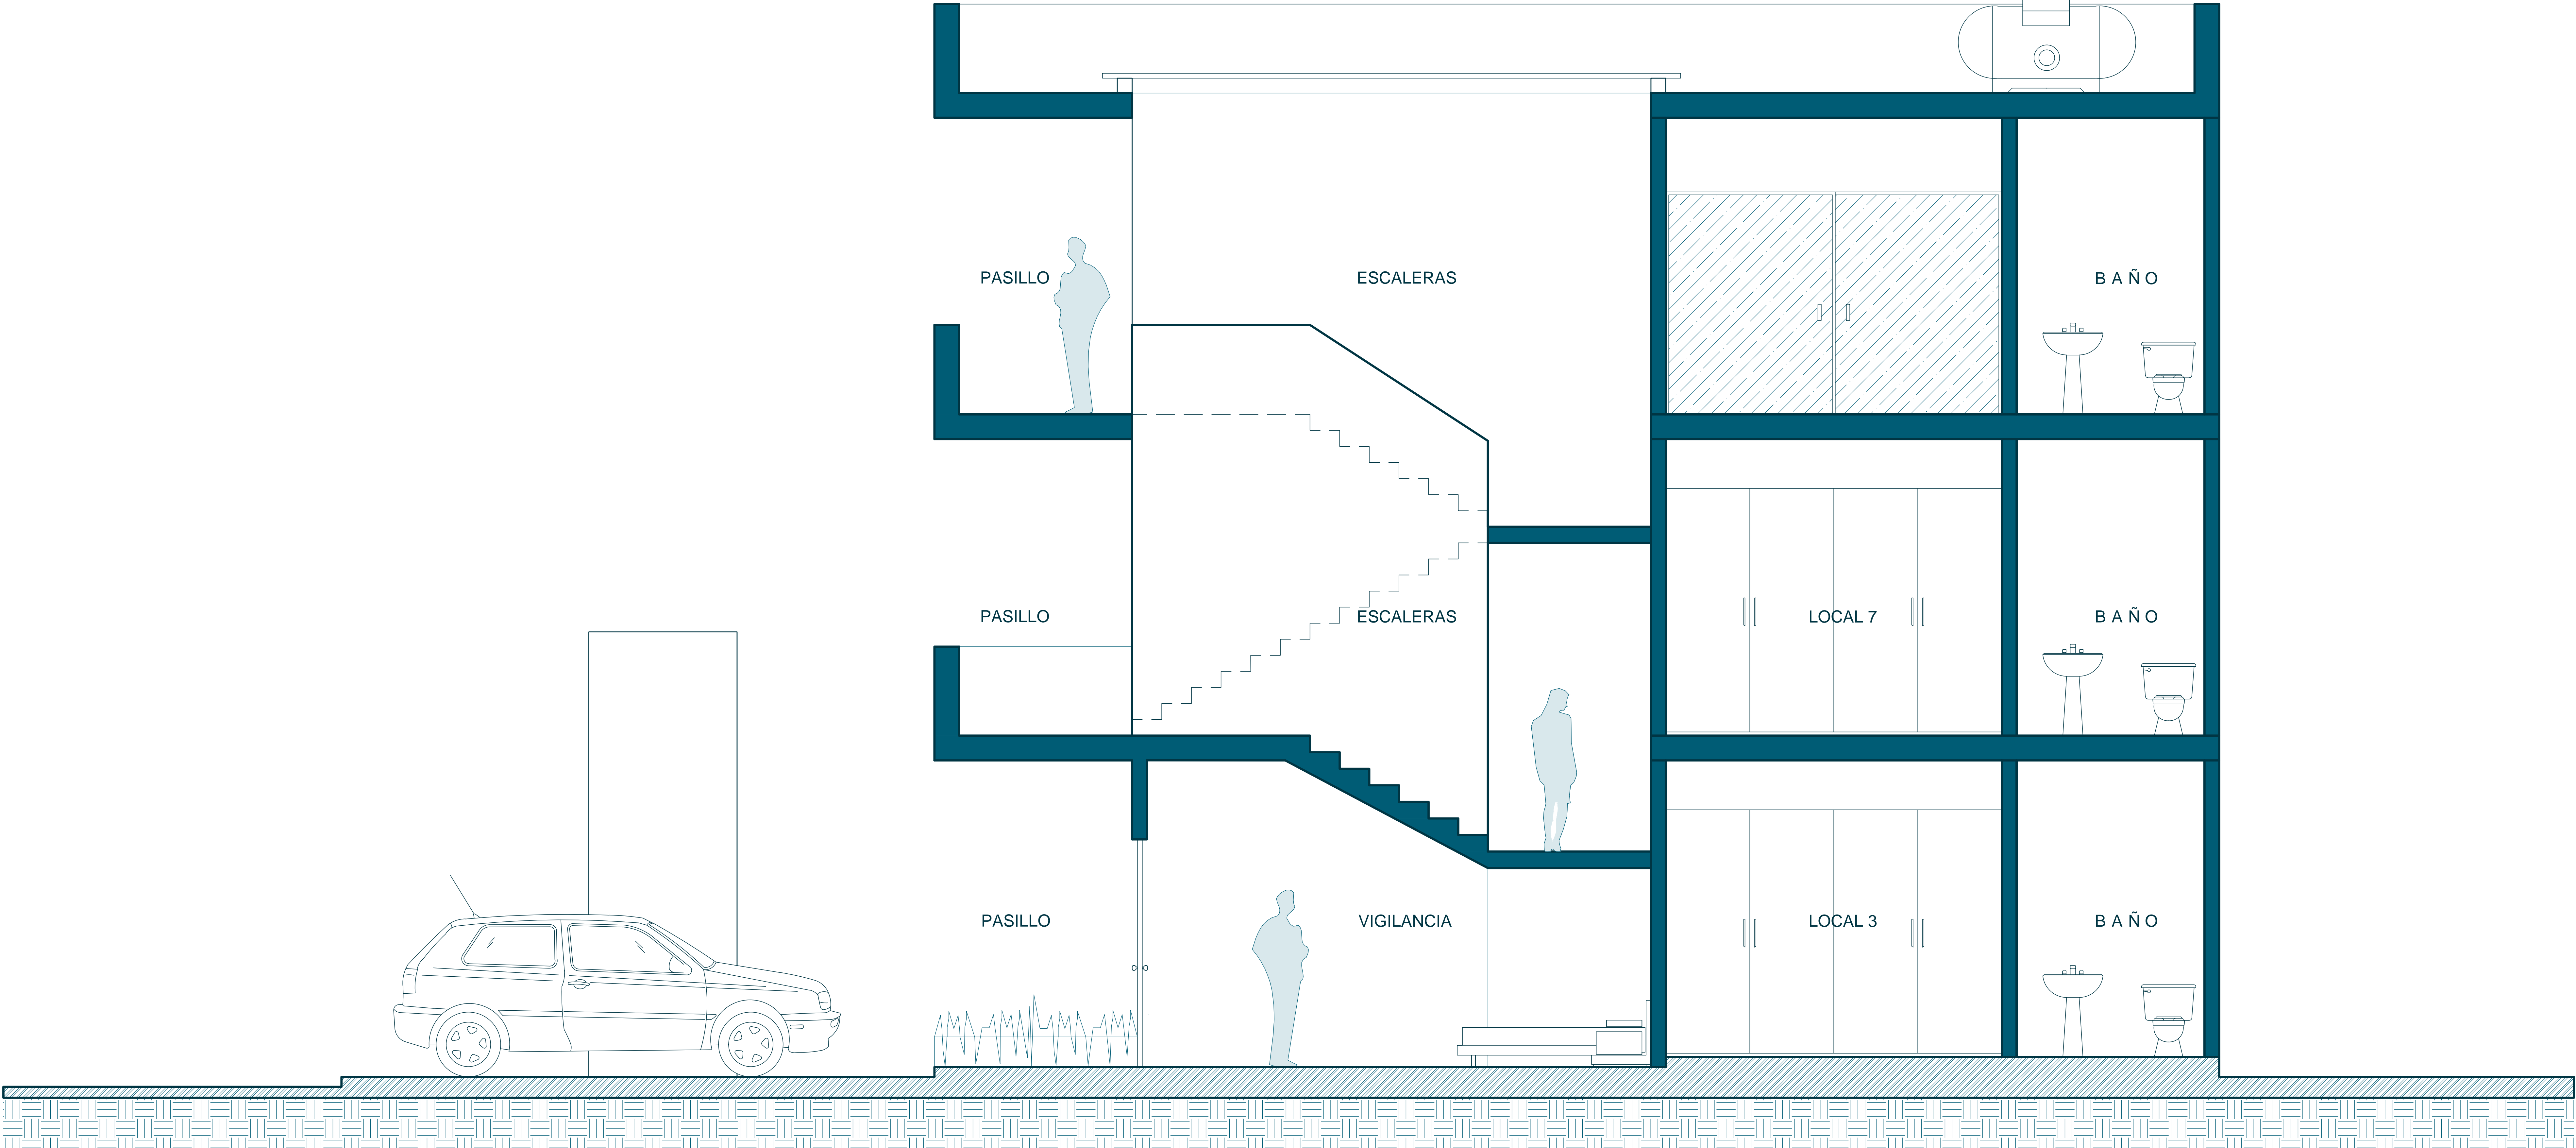 PASILLO
ESCALERAS
B A Ñ O
PASILLO
ESCALERAS
LOCAL 7
B A Ñ O
PASILLO
VIGILANCIA
LOCAL 3
B A Ñ O